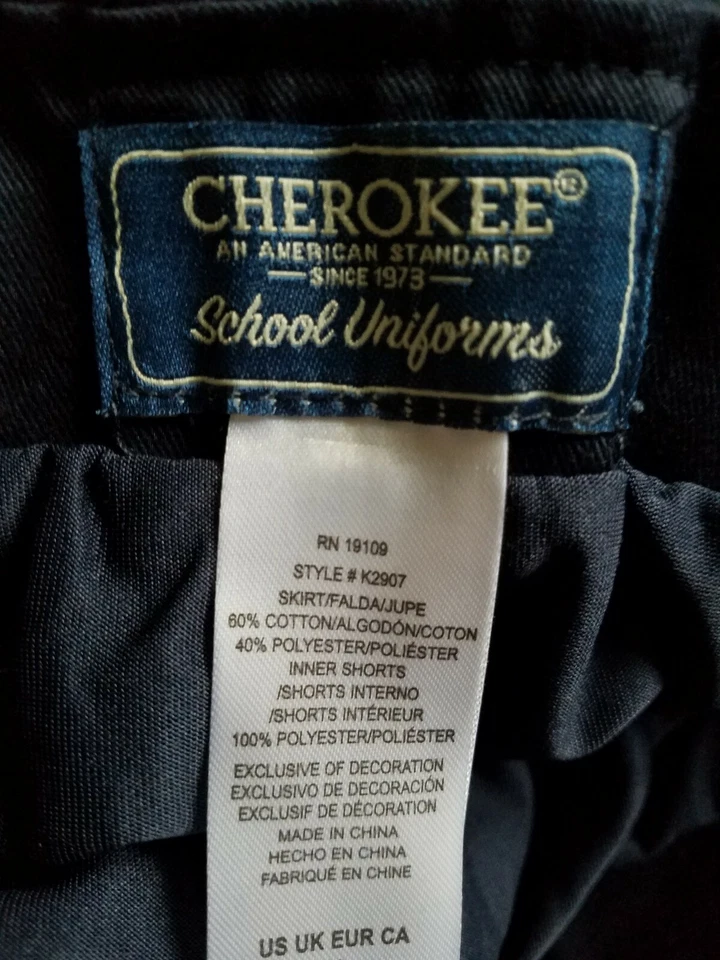 CHEROKEE®
AN AMERICAN STANDARD
SINCE 1973
School Uniforms
RN 19109
STYLE # K2907
SKIRT/FALDA/JUPE
60% COTTON/ALGODÓN/COTON
40% POLYESTER/POLIÉSTER
INNER SHORTS
/SHORTS INTERNO
/SHORTS INTÉRIEUR
100% POLYESTER/POLIÉSTER
EXCLUSIVE OF DECORATION
EXCLUSIVO DE DECORACIÓN
EXCLUSIF DE DÉCORATION
MADE IN CHINA
HECHO EN CHINA
FABRIQUÉ EN CHINE
US UK EUR CA